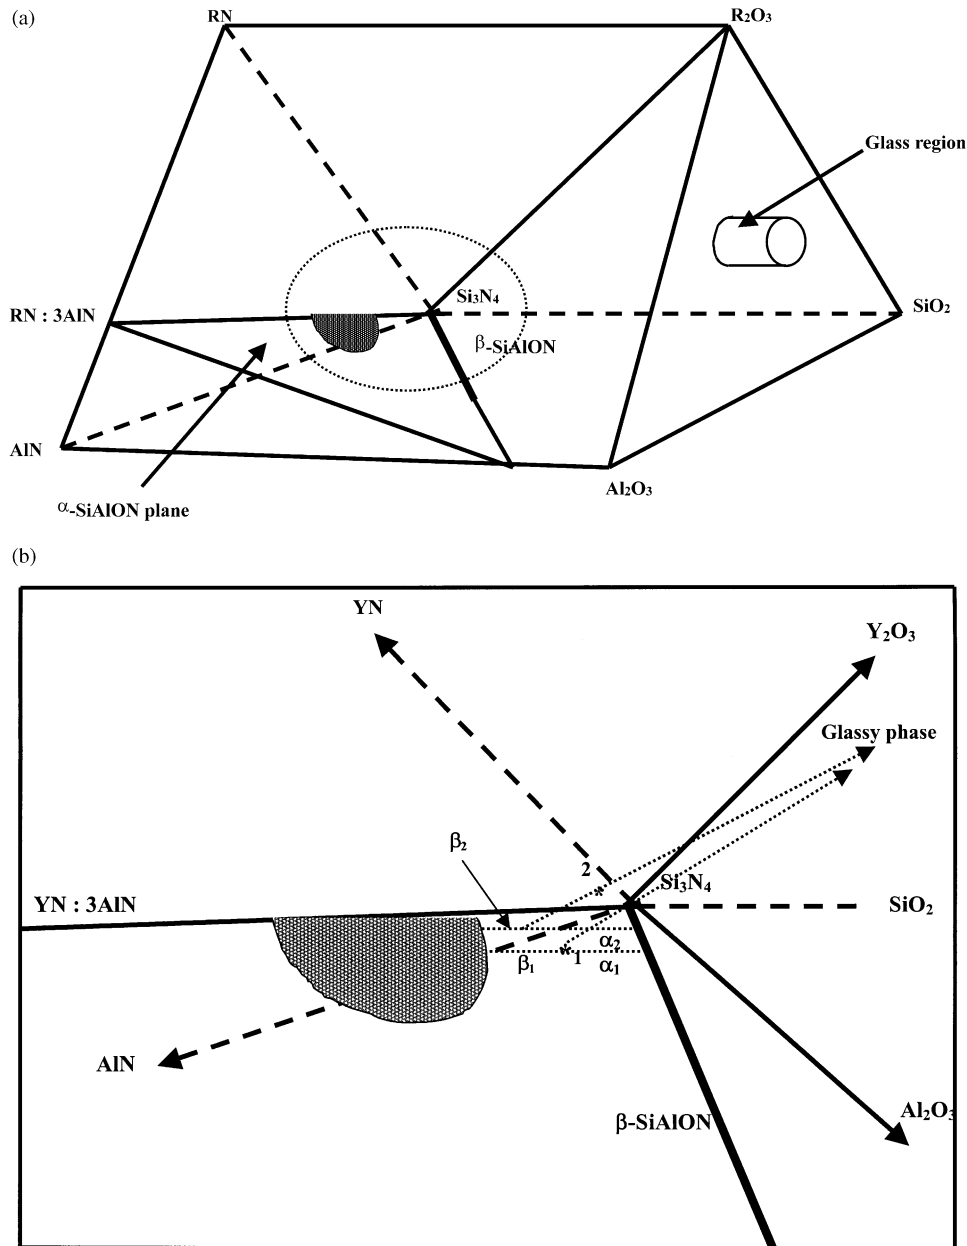 (a)
RN
R₂O₃
Glass region
Si₃N₄
SiO₂
RN : 3AlN
β-SiAlON
AlN
Al₂O₃
α-SiAlON plane
(b)
YN
Y₂O₃
Glassy phase
β₂
2
Si₃N₄
YN : 3AlN
SiO₂
α₂
1
β₁
α₁
AlN
Al₂O₃
β-SiAlON